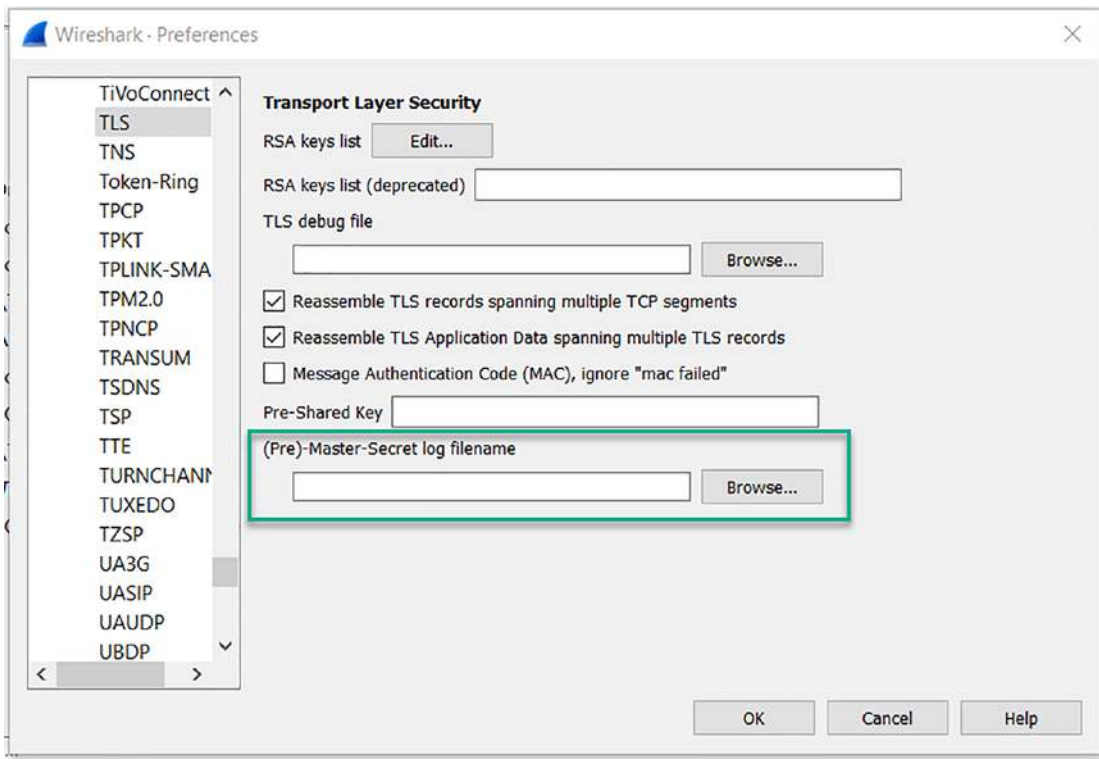 Wireshark · Preferences
TiVoConnect
TLS
TNS
Token-Ring
TPCP
TPKT
TPLINK-SMA
TPM2.0
TPNCP
TRANSUM
TSDNS
TSP
TTE
TURNCHANN
TUXEDO
TZSP
UA3G
UASIP
UAUDP
UBDP
Transport Layer Security
RSA keys list Edit...
RSA keys list (deprecated)
TLS debug file
Browse...
Reassemble TLS records spanning multiple TCP segments
Reassemble TLS Application Data spanning multiple TLS records
Message Authentication Code (MAC), ignore "mac failed"
Pre-Shared Key
(Pre)-Master-Secret log filename
Browse...
OK Cancel Help